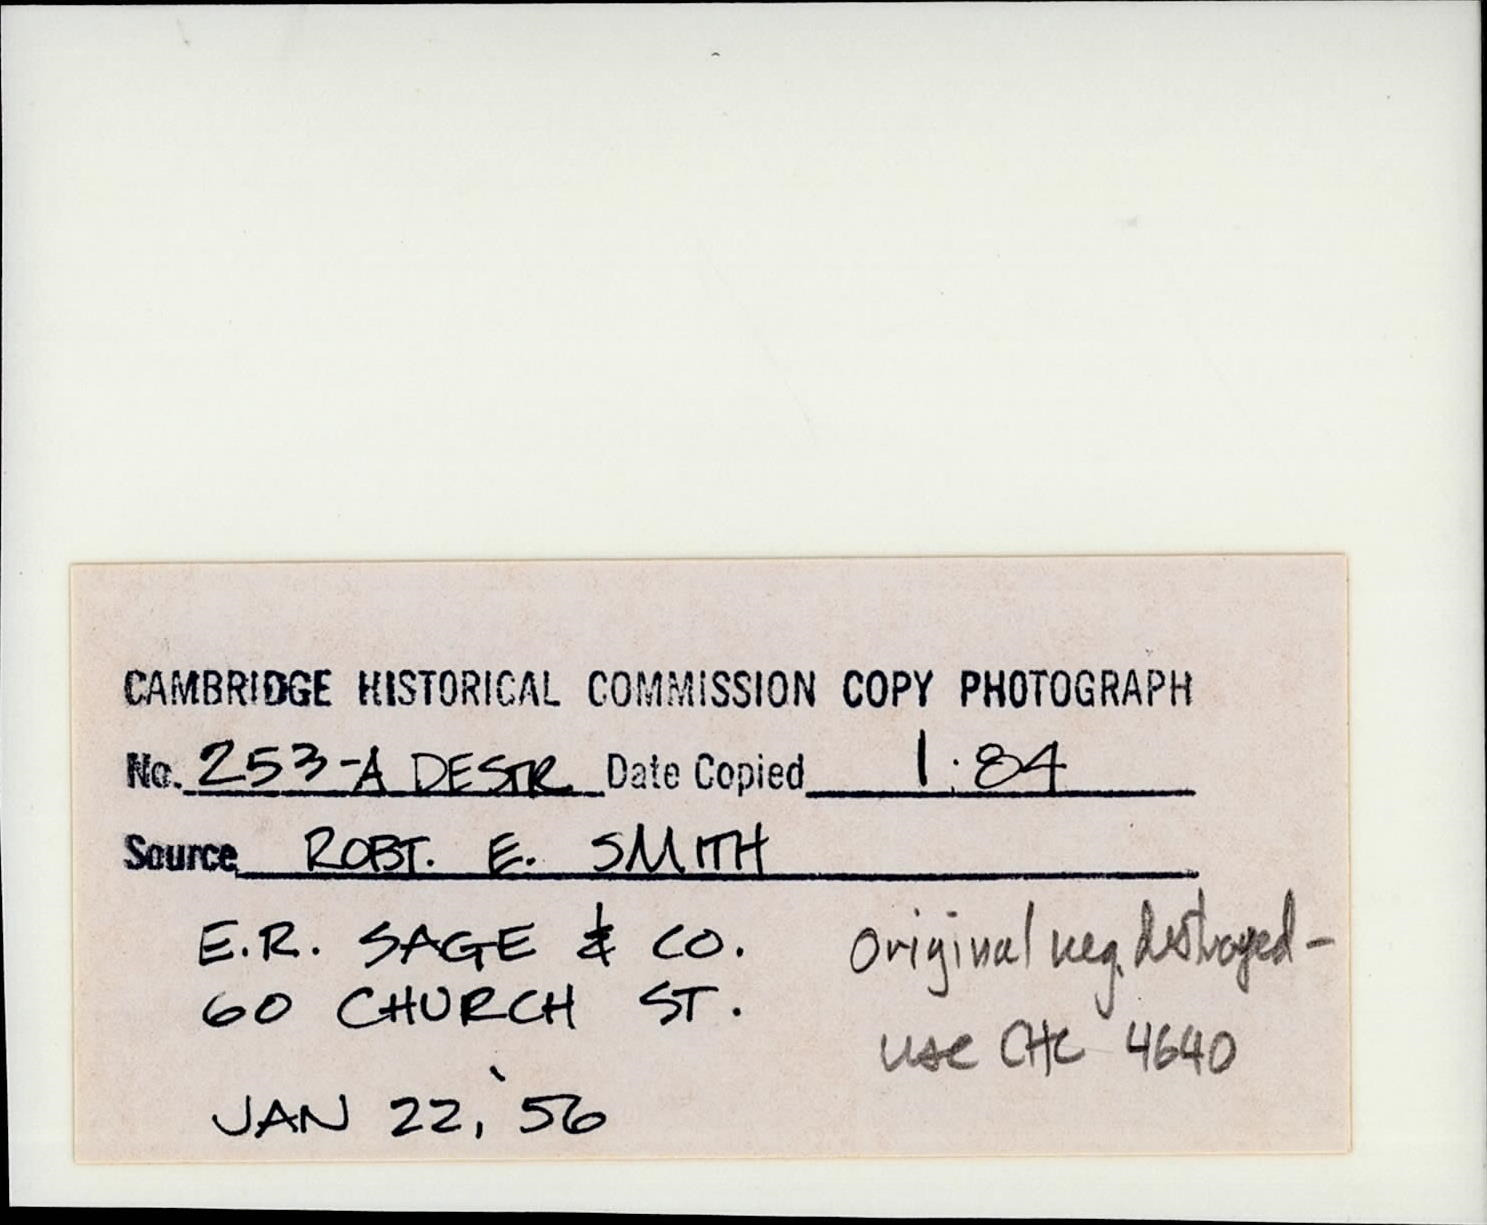 CAMBRIDGE HISTORICAL COMMISSION COPY PHOTOGRAPH
No. 253-A DESTR. Date Copied 1.84
Source ROBT. E. SMITH
E.R. SAGE & CO.
60 CHURCH ST.
JAN 22, '56
Original neg. destroyed -
use CHC 4640